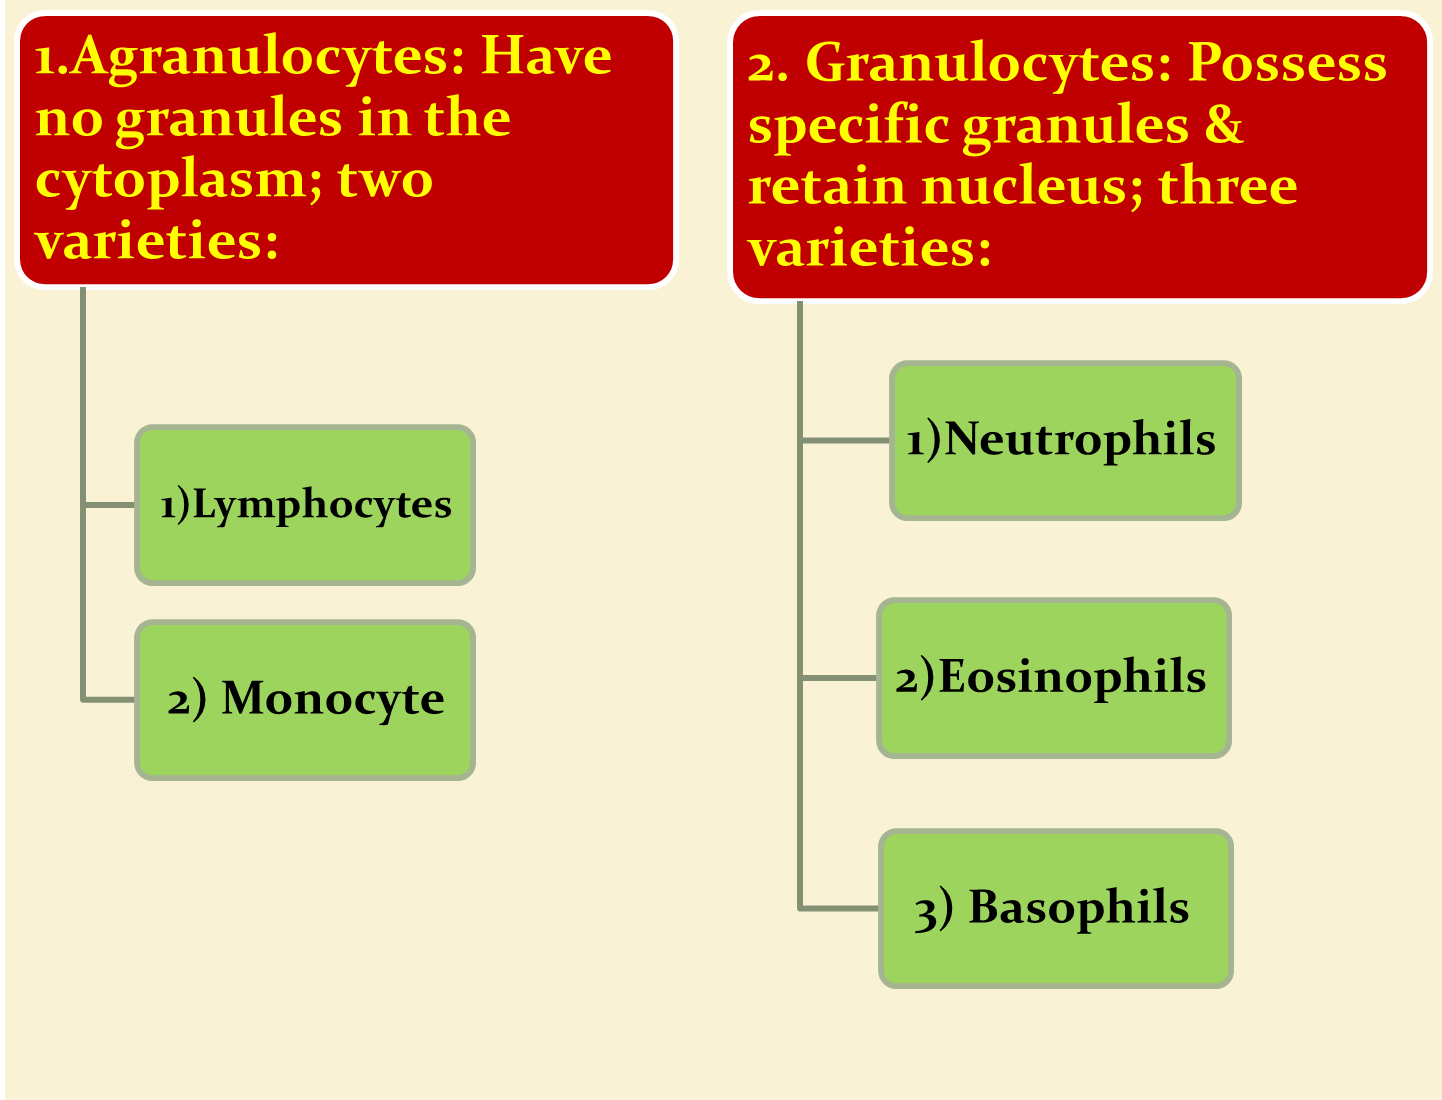 1.Agranulocytes: Have
no granules in the
cytoplasm; two
varieties:
1)Lymphocytes
2) Monocyte
2. Granulocytes: Possess
specific granules &
retain nucleus; three
varieties:
1)Neutrophils
2)Eosinophils
3) Basophils